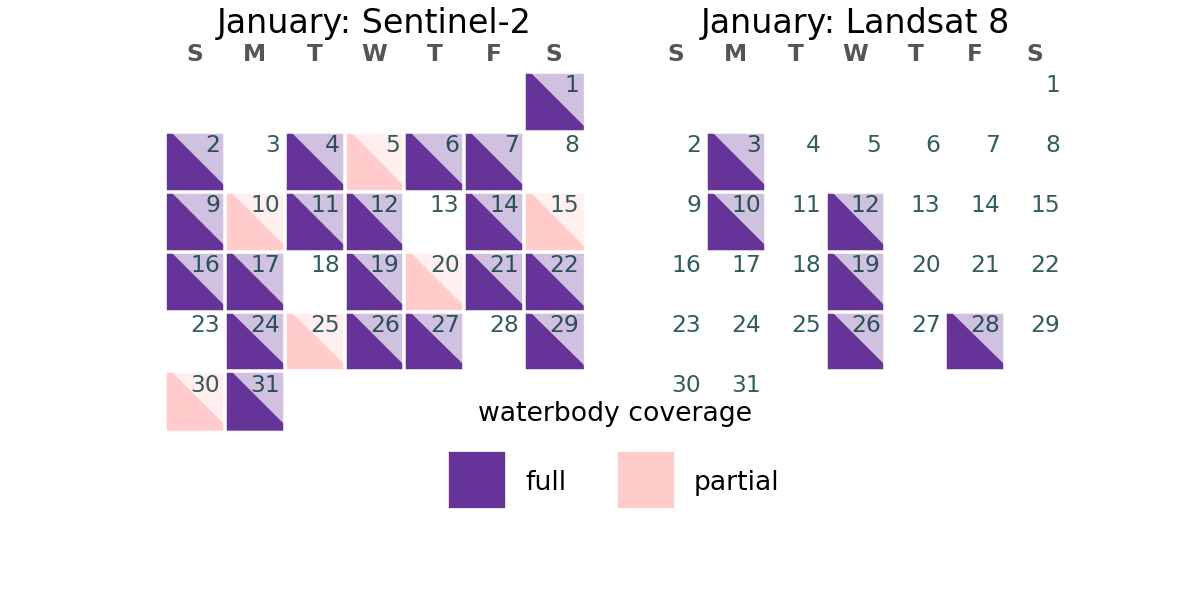 January: Sentinel-2
S M T W T F S
1
2 3 4 5 6 7 8
9 10 11 12 13 14 15
16 17 18 19 20 21 22
23 24 25 26 27 28 29
30 31
January: Landsat 8
S M T W T F S
1
2 3 4 5 6 7 8
9 10 11 12 13 14 15
16 17 18 19 20 21 22
23 24 25 26 27 28 29
30 31
waterbody coverage
full
partial